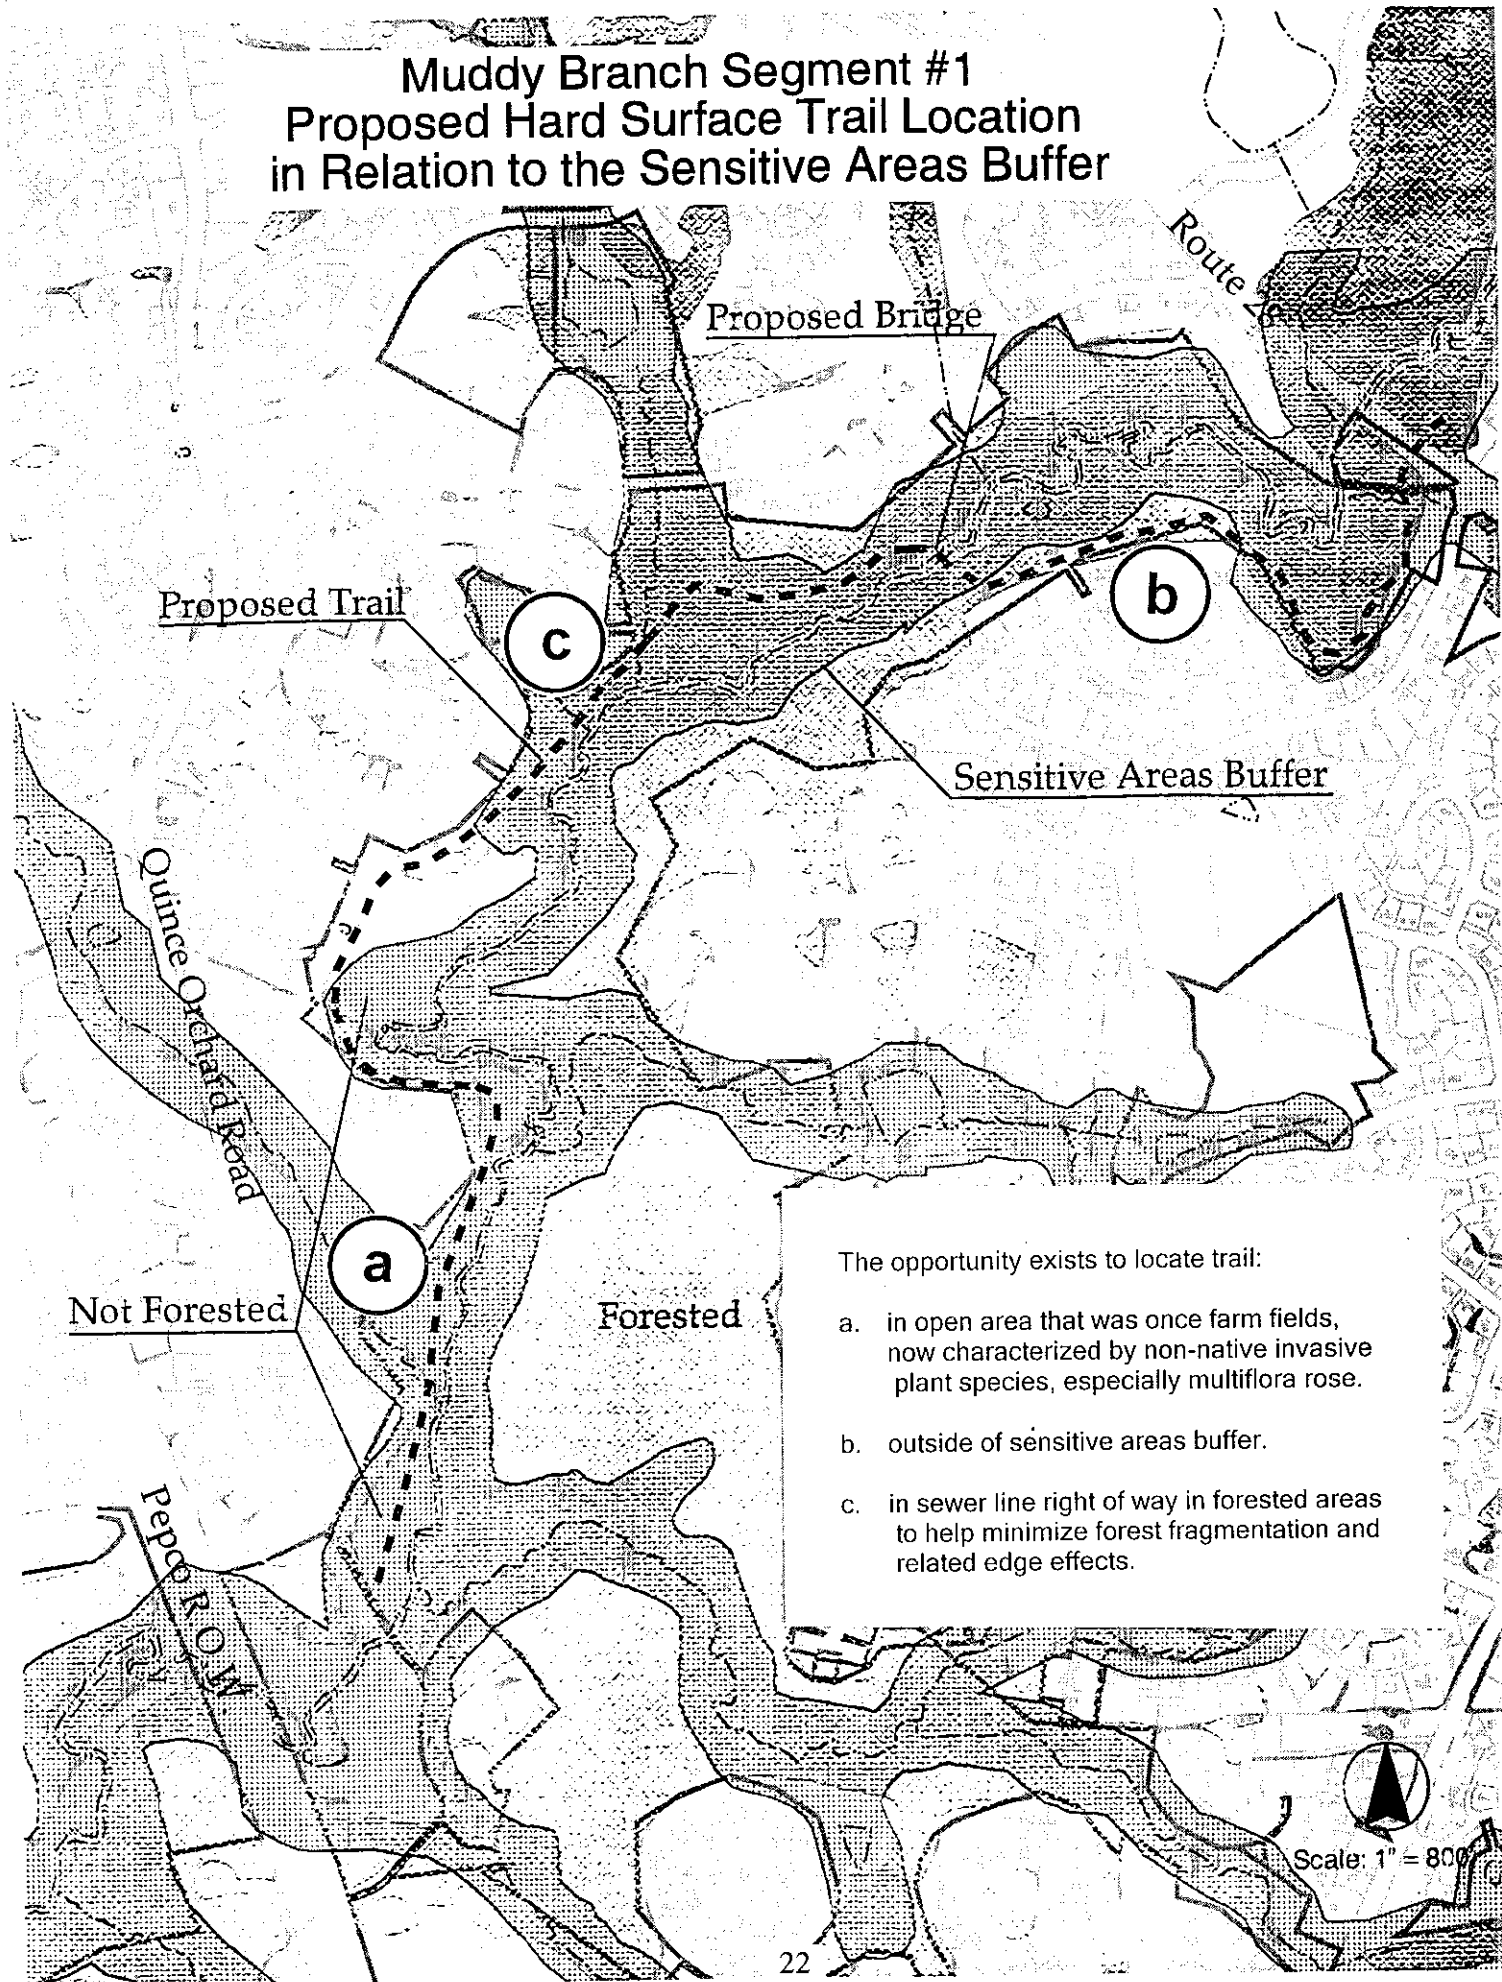 Muddy Branch Segment #1
Proposed Hard Surface Trail Location
in Relation to the Sensitive Areas Buffer
Route
Proposed Bridge
Proposed Trail
c
b
Sensitive Areas Buffer
Quince Orchard Road
a
Not Forested
Forested
The opportunity exists to locate trail:
a. in open area that was once farm fields,
now characterized by non-native invasive
plant species, especially multiflora rose.
b. outside of sensitive areas buffer.
c. in sewer line right of way in forested areas
to help minimize forest fragmentation and
related edge effects.
Pepco R.O.W
Scale: 1" = 800
22